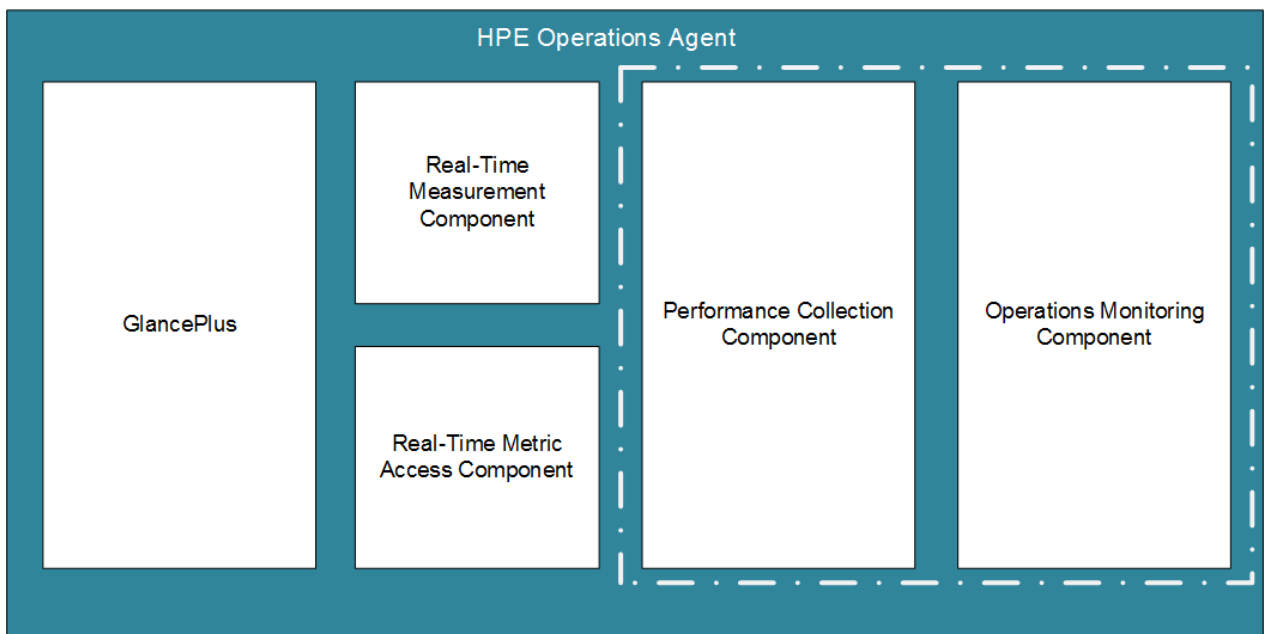 HPE Operations Agent
GlancePlus
Real-Time
Measurement
Component
Real-Time Metric
Access Component
Performance Collection
Component
Operations Monitoring
Component